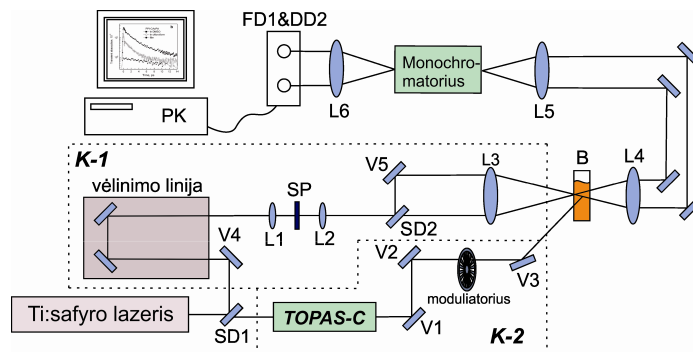 FD1&DD2
Monochro-
matorius
PK
L6
L5
K-1
V5
L3
B
L4
vėlinimo linija
SP
V4
L1
L2
SD2
V2
V3
moduliatorius
Ti:safyro lazeris
SD1
TOPAS-C
V1
K-2